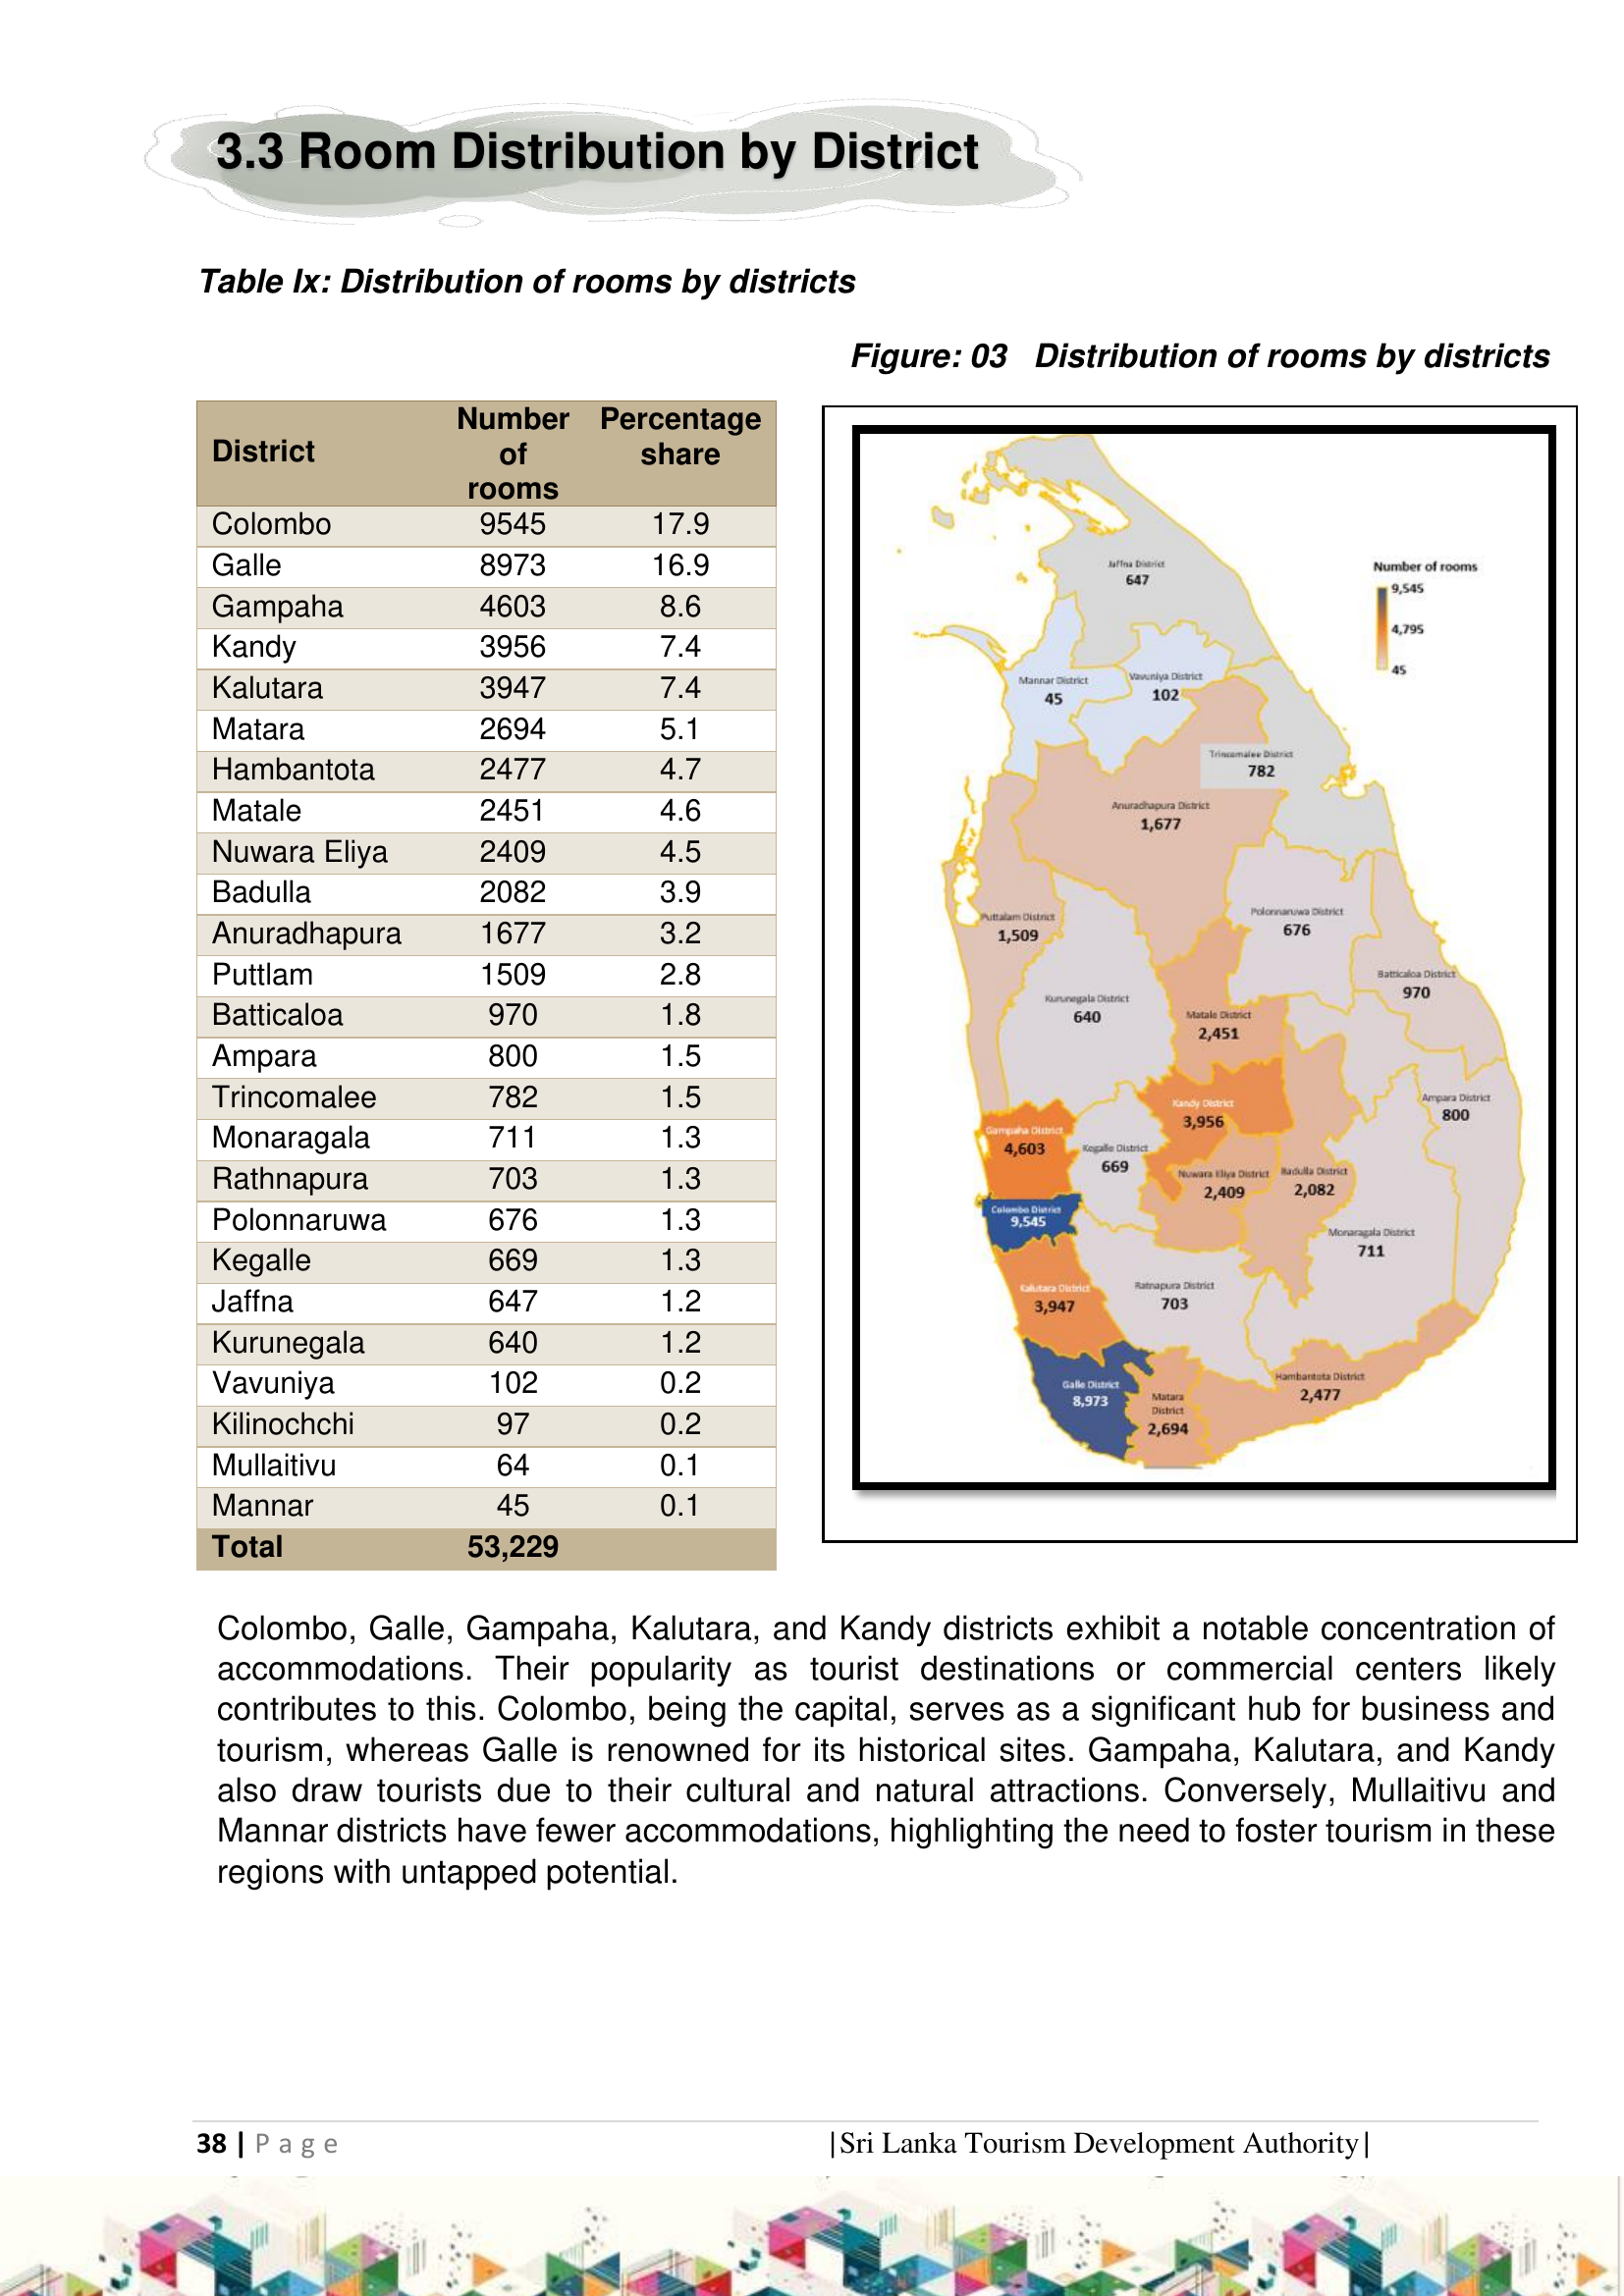 3.3 Room Distribution by District
Table Ix: Distribution of rooms by districts
Figure: 03 Distribution of rooms by districts
District Number of rooms Percentage share
Colombo 9545 17.9
Galle 8973 16.9
Gampaha 4603 8.6
Kandy 3956 7.4
Kalutara 3947 7.4
Matara 2694 5.1
Hambantota 2477 4.7
Matale 2451 4.6
Nuwara Eliya 2409 4.5
Badulla 2082 3.9
Anuradhapura 1677 3.2
Puttlam 1509 2.8
Batticaloa 970 1.8
Ampara 800 1.5
Trincomalee 782 1.5
Monaragala 711 1.3
Rathnapura 703 1.3
Polonnaruwa 676 1.3
Kegalle 669 1.3
Jaffna 647 1.2
Kurunegala 640 1.2
Vavuniya 102 0.2
Kilinochchi 97 0.2
Mullaitivu 64 0.1
Mannar 45 0.1
Total 53,229
Jaffna District
647
Number of rooms
9,545
4,795
45
Mannar District
45
Vavuniya District
102
Trincomalee District
782
Anuradhapura District
1,677
Puttalam District
1,509
Polonnaruwa District
676
Batticaloa District
970
Kurunegala District
640
Matale District
2,451
Kandy District
3,956
Ampara District
800
Gampaha District
4,603
Kegalle District
669
Nuwara Eliya District
2,409
Badulla District
2,082
Colombo District
9,545
Monaragala District
711
Kalutara District
3,947
Ratnapura District
703
Galle District
8,973
Matara
District
2,694
Hambantota District
2,477
Colombo, Galle, Gampaha, Kalutara, and Kandy districts exhibit a notable concentration of
accommodations. Their popularity as tourist destinations or commercial centers likely
contributes to this. Colombo, being the capital, serves as a significant hub for business and
tourism, whereas Galle is renowned for its historical sites. Gampaha, Kalutara, and Kandy
also draw tourists due to their cultural and natural attractions. Conversely, Mullaitivu and
Mannar districts have fewer accommodations, highlighting the need to foster tourism in these
regions with untapped potential.
38 | Page
|Sri Lanka Tourism Development Authority|